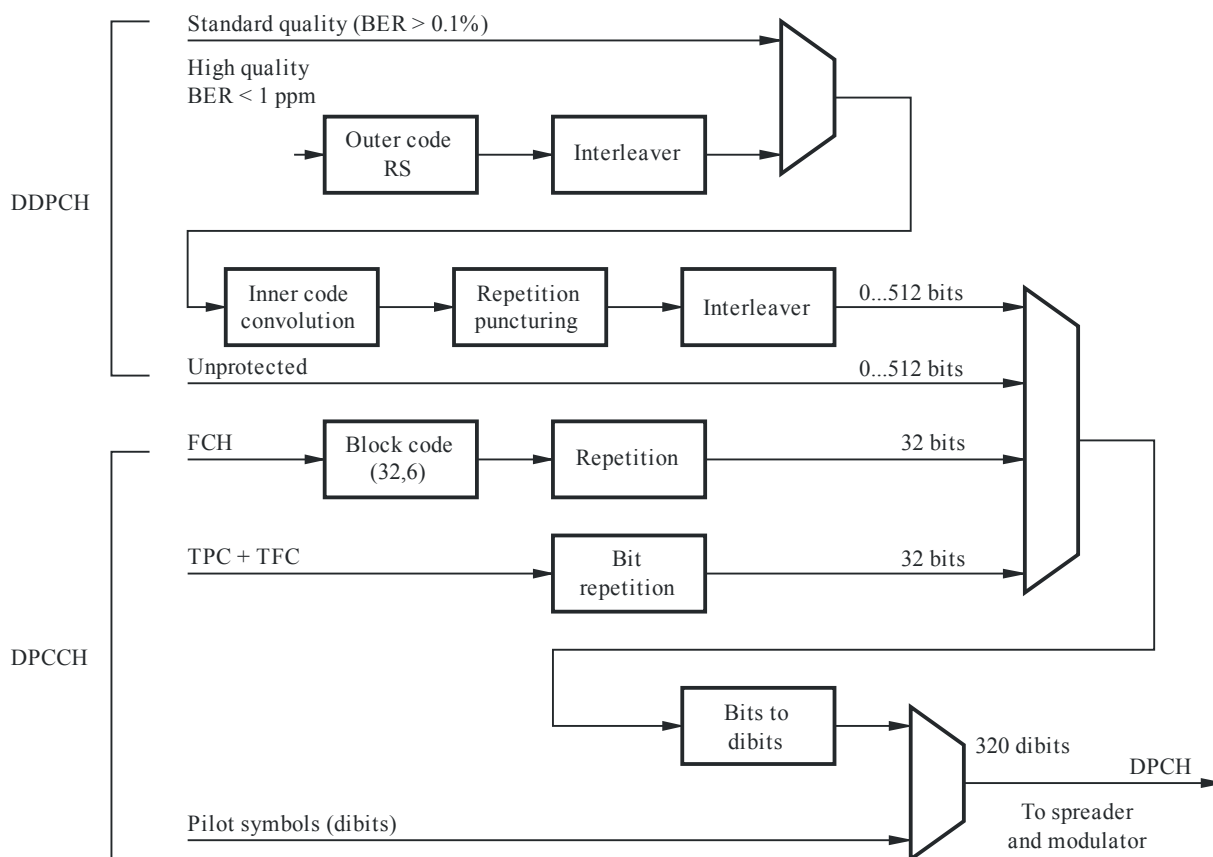 Standard quality (BER > 0.1%)
High quality
BER < 1 ppm
Outer code
RS
Interleaver
DDPCH
Inner code
convolution
Repetition
puncturing
Interleaver
0...512 bits
Unprotected
0...512 bits
FCH
Block code
(32,6)
Repetition
32 bits
TPC + TFC
Bit
repetition
32 bits
DPCCH
Bits to
dibits
320 dibits
DPCH
Pilot symbols (dibits)
To spreader
and modulator